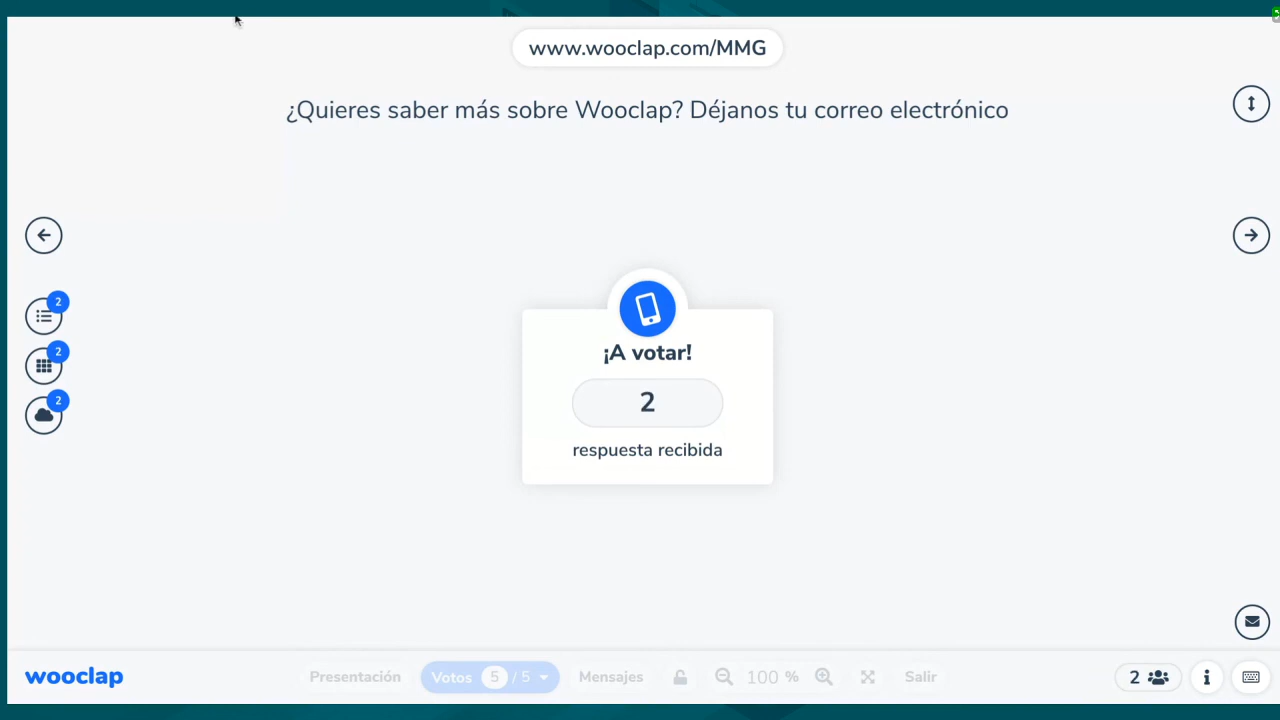 www.wooclap.com/MMG
¿Quieres saber más sobre Wooclap? Déjanos tu correo electrónico
2
2
2
¡A votar!
2
respuesta recibida
wooclap
Presentación
Votos 5 / 5
Mensajes
100 %
Salir
2